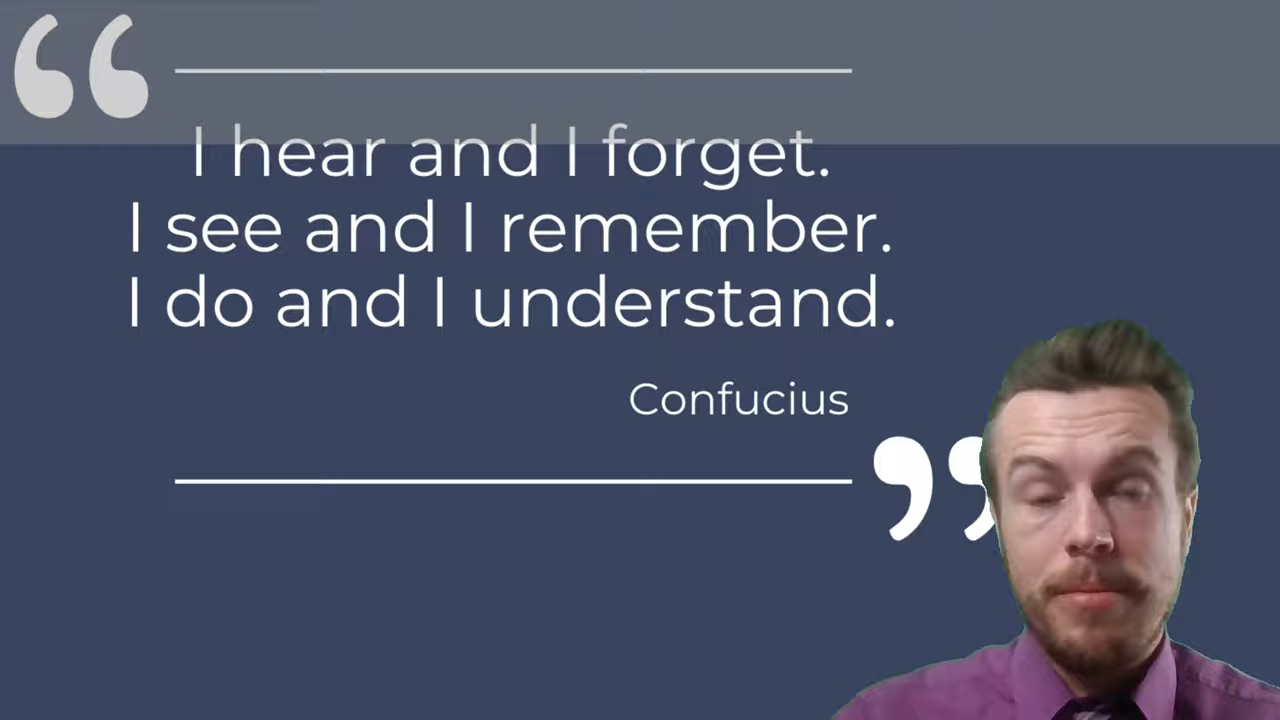 I hear and I forget.
I see and I remember.
I do and I understand.
Confucius